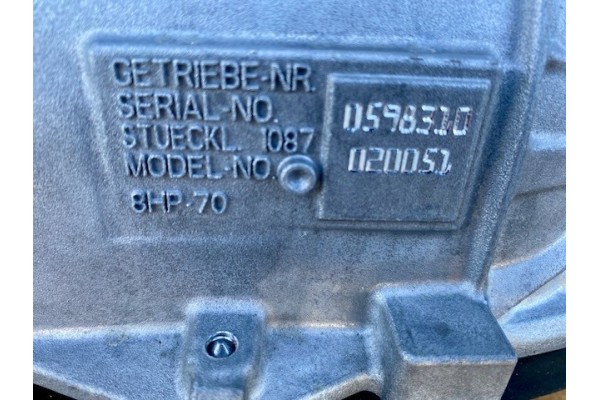 GETRIEBE-NR.
SERIAL-NO. 0598310
STUECKL. 1087
MODEL-NO. 020051
8HP-70